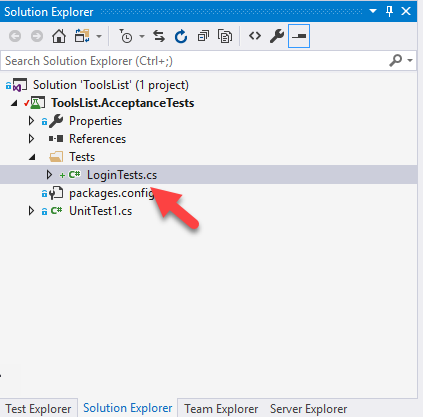 Solution Explorer
Search Solution Explorer (Ctrl+;)
Solution 'ToolsList' (1 project)
ToolsList.AcceptanceTests
Properties
References
Tests
C# LoginTests.cs
packages.config
C# UnitTest1.cs
Test Explorer Solution Explorer Team Explorer Server Explorer